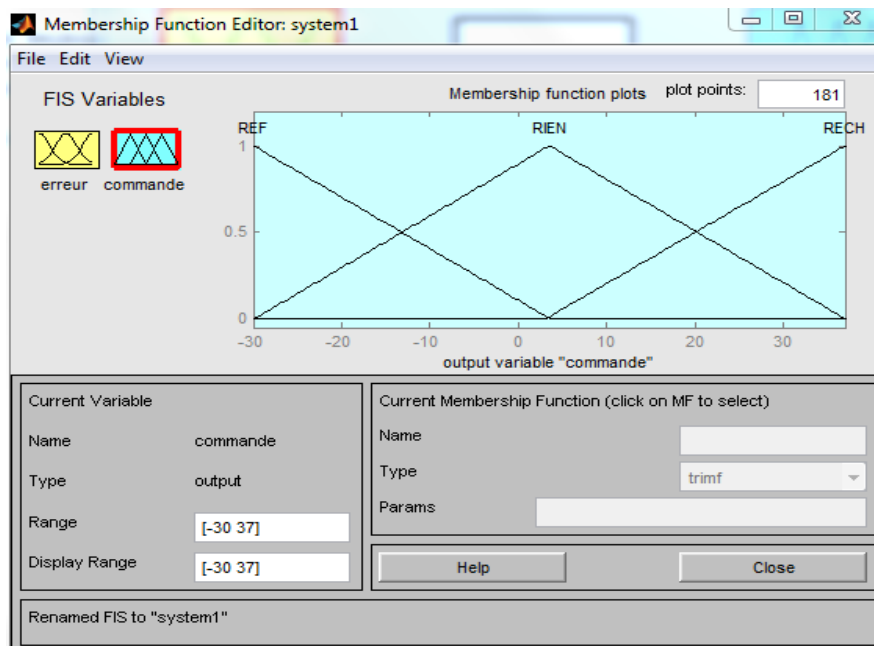 Membership Function Editor: system1
File Edit View
FIS Variables
Membership function plots plot points: 181
erreur commande
REF RIEN RECH
1
0.5
0
-30 -20 -10 0 10 20 30
output variable "commande"
Current Variable
Name commande
Type output
Range [-30 37]
Display Range [-30 37]
Current Membership Function (click on MF to select)
Name
Type trimf
Params
Help Close
Renamed FIS to "system1"